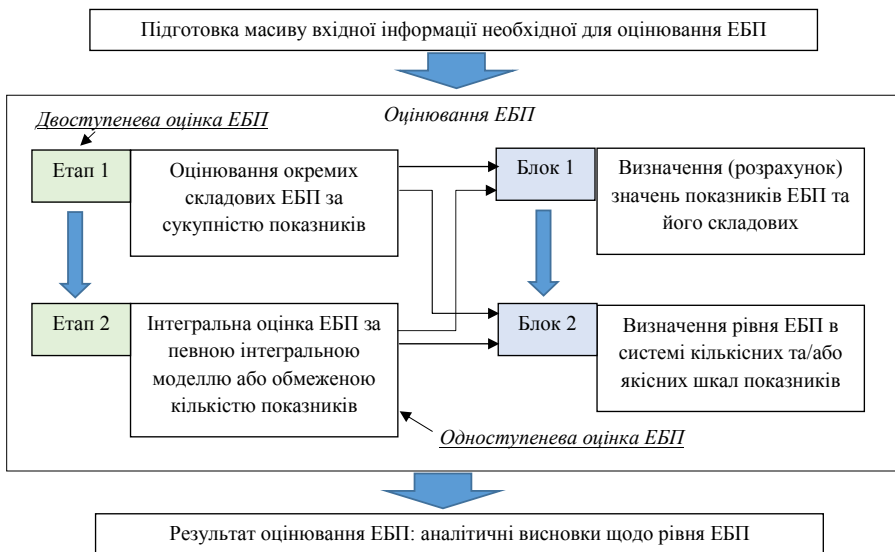 Підготовка масиву вхідної інформації необхідної для оцінювання ЕБП
Оцінювання ЕБП
Двоступенева оцінка ЕБП
Етап 1
Оцінювання окремих
складових ЕБП за
сукупністю показників
Блок 1
Визначення (розрахунок)
значень показників ЕБП та
його складових
Етап 2
Інтегральна оцінка ЕБП за
певною інтегральною
моделлю або обмеженою
кількістю показників
Блок 2
Визначення рівня ЕБП в
системі кількісних та/або
якісних шкал показників
Одноступенева оцінка ЕБП
Результат оцінювання ЕБП: аналітичні висновки щодо рівня ЕБП